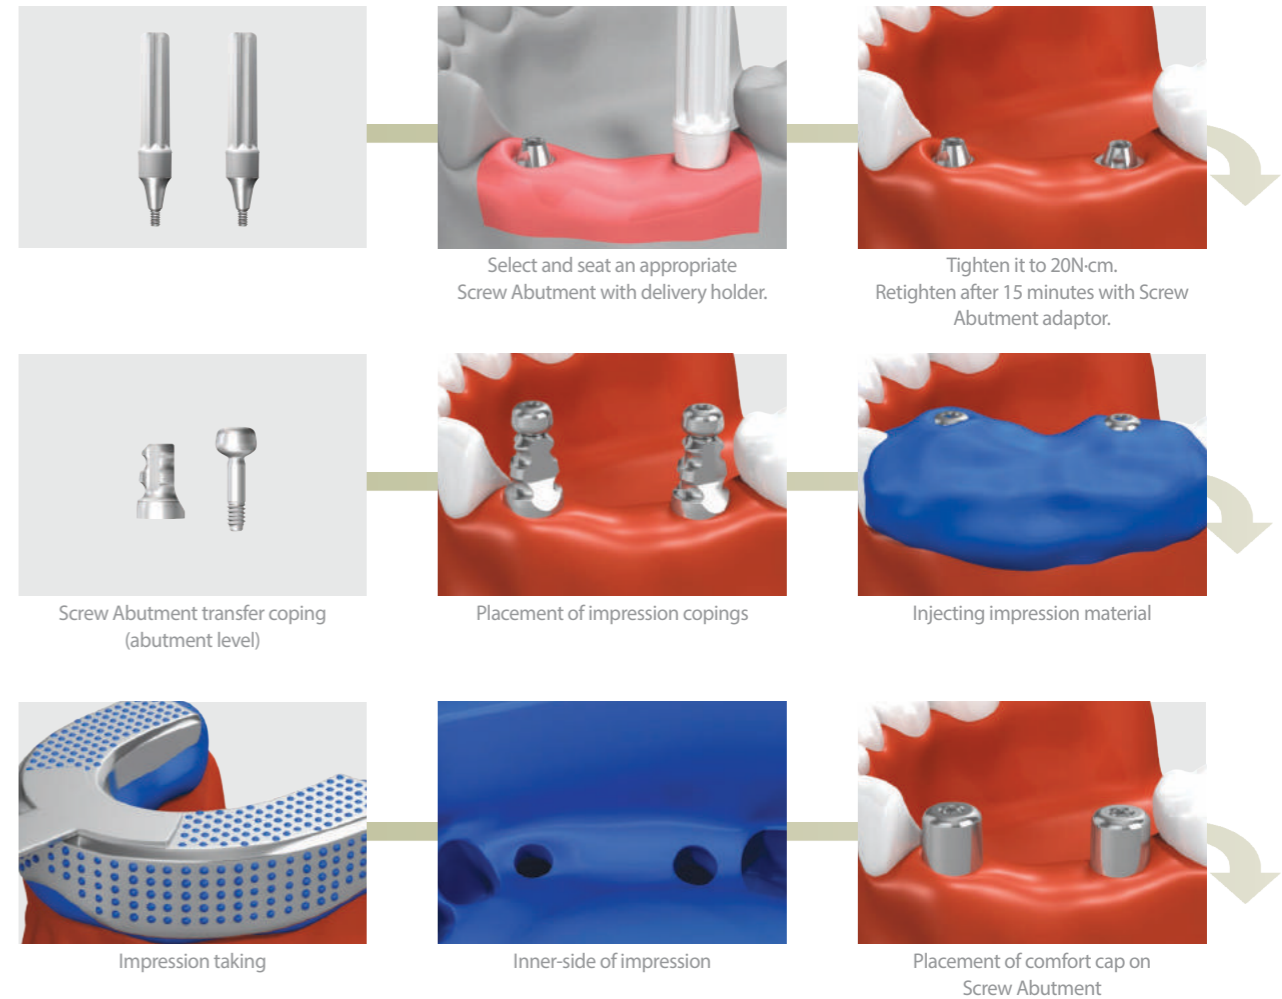 Select and seat an appropriate
Screw Abutment with delivery holder.
Tighten it to 20N·cm.
Retighten after 15 minutes with Screw
Abutment adaptor.
Screw Abutment transfer coping
(abutment level)
Placement of impression copings
Injecting impression material
Impression taking
Inner-side of impression
Placement of comfort cap on
Screw Abutment